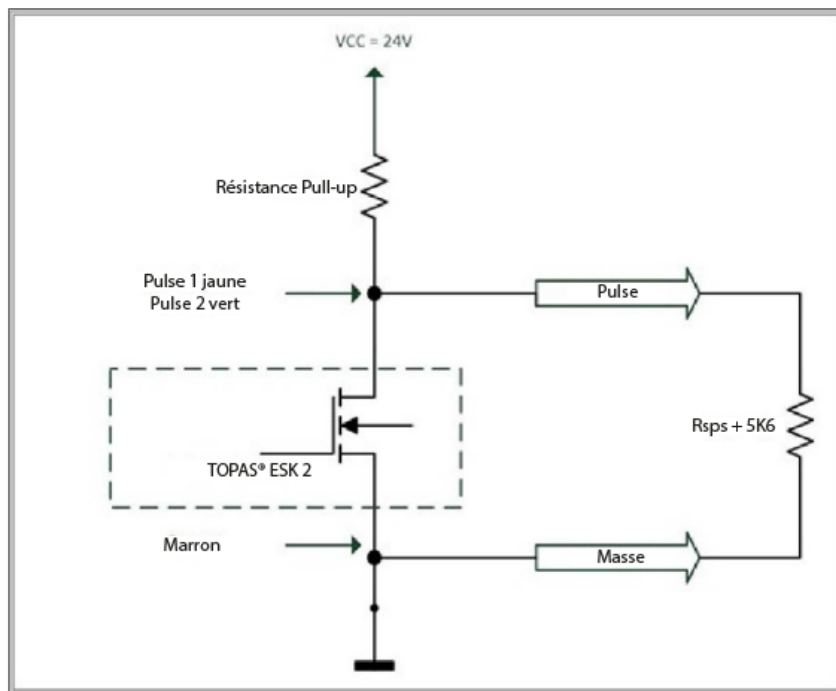 VCC = 24V
Résistance Pull-up
Pulse 1 jaune
Pulse 2 vert
Pulse
Rsps + 5K6
TOPAS® ESK 2
Marron
Masse